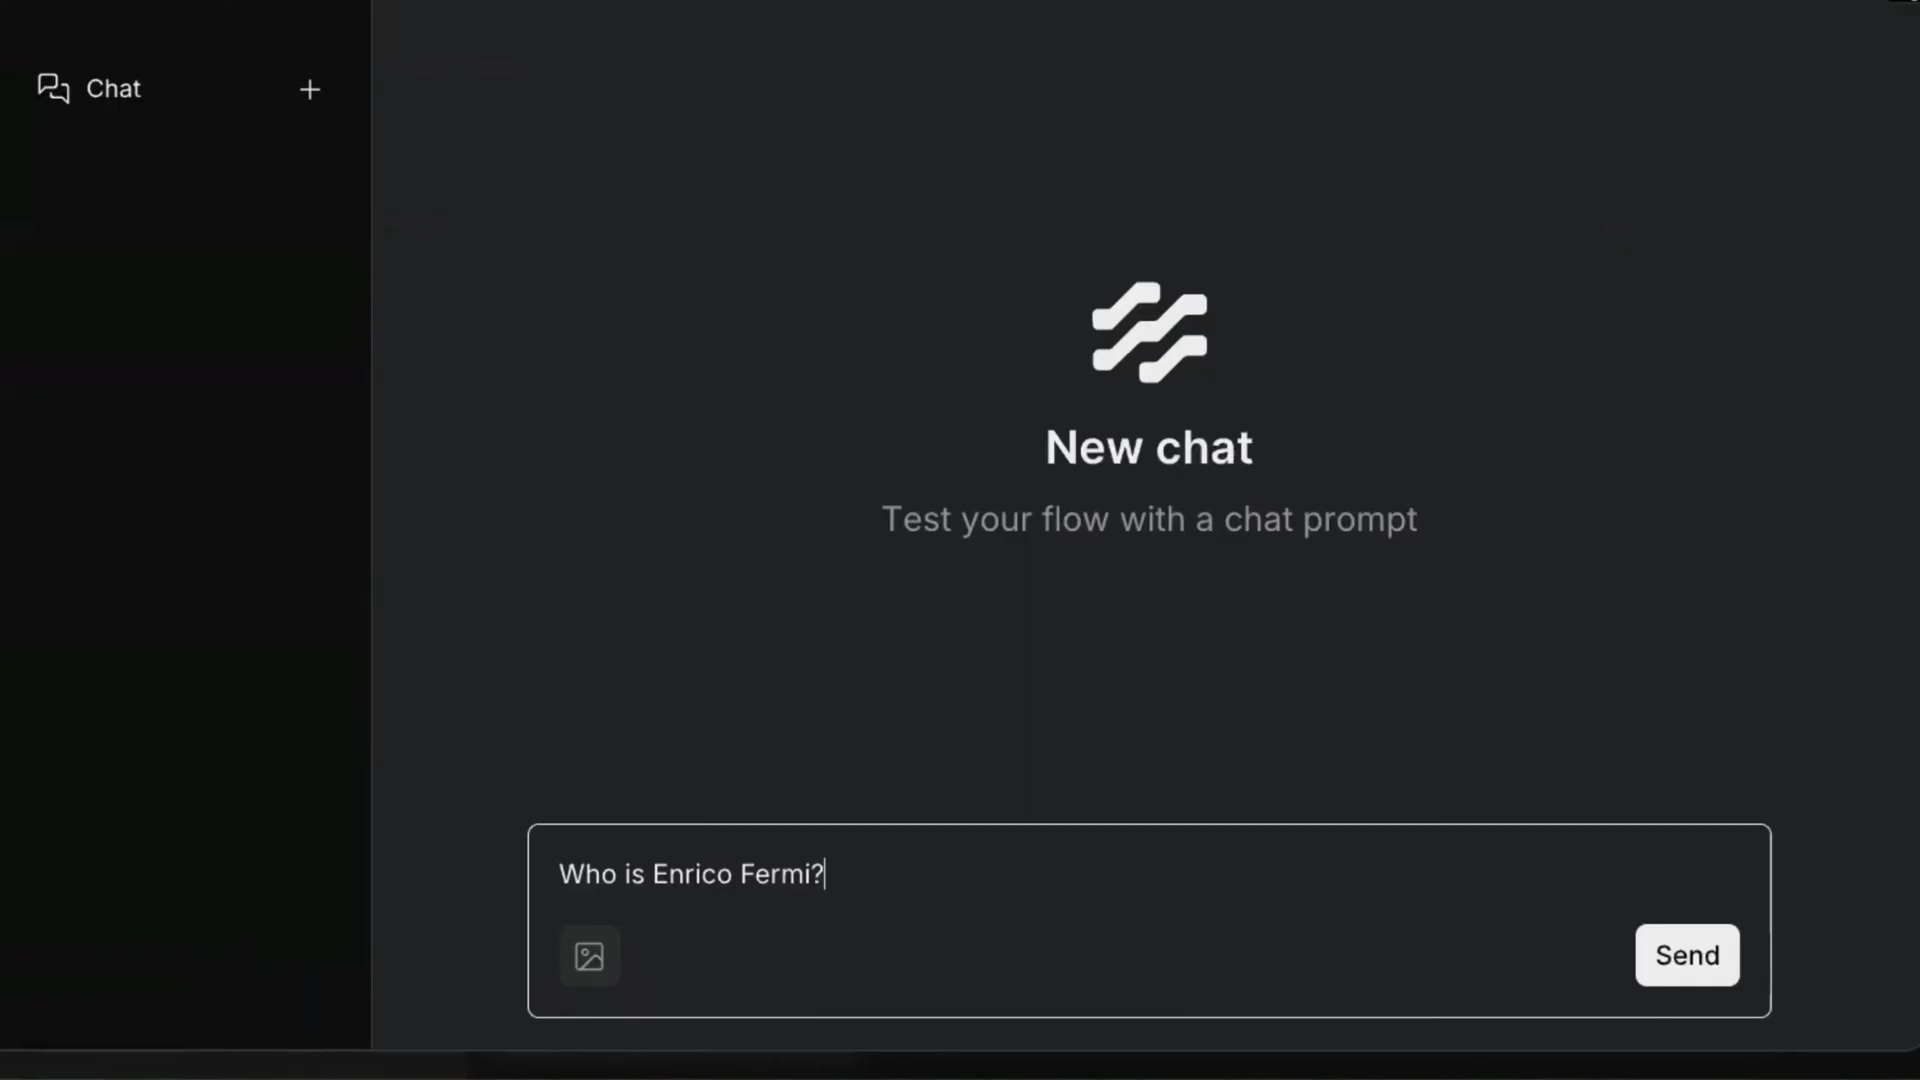 Chat
New chat
Test your flow with a chat prompt
Who is Enrico Fermi?
Send